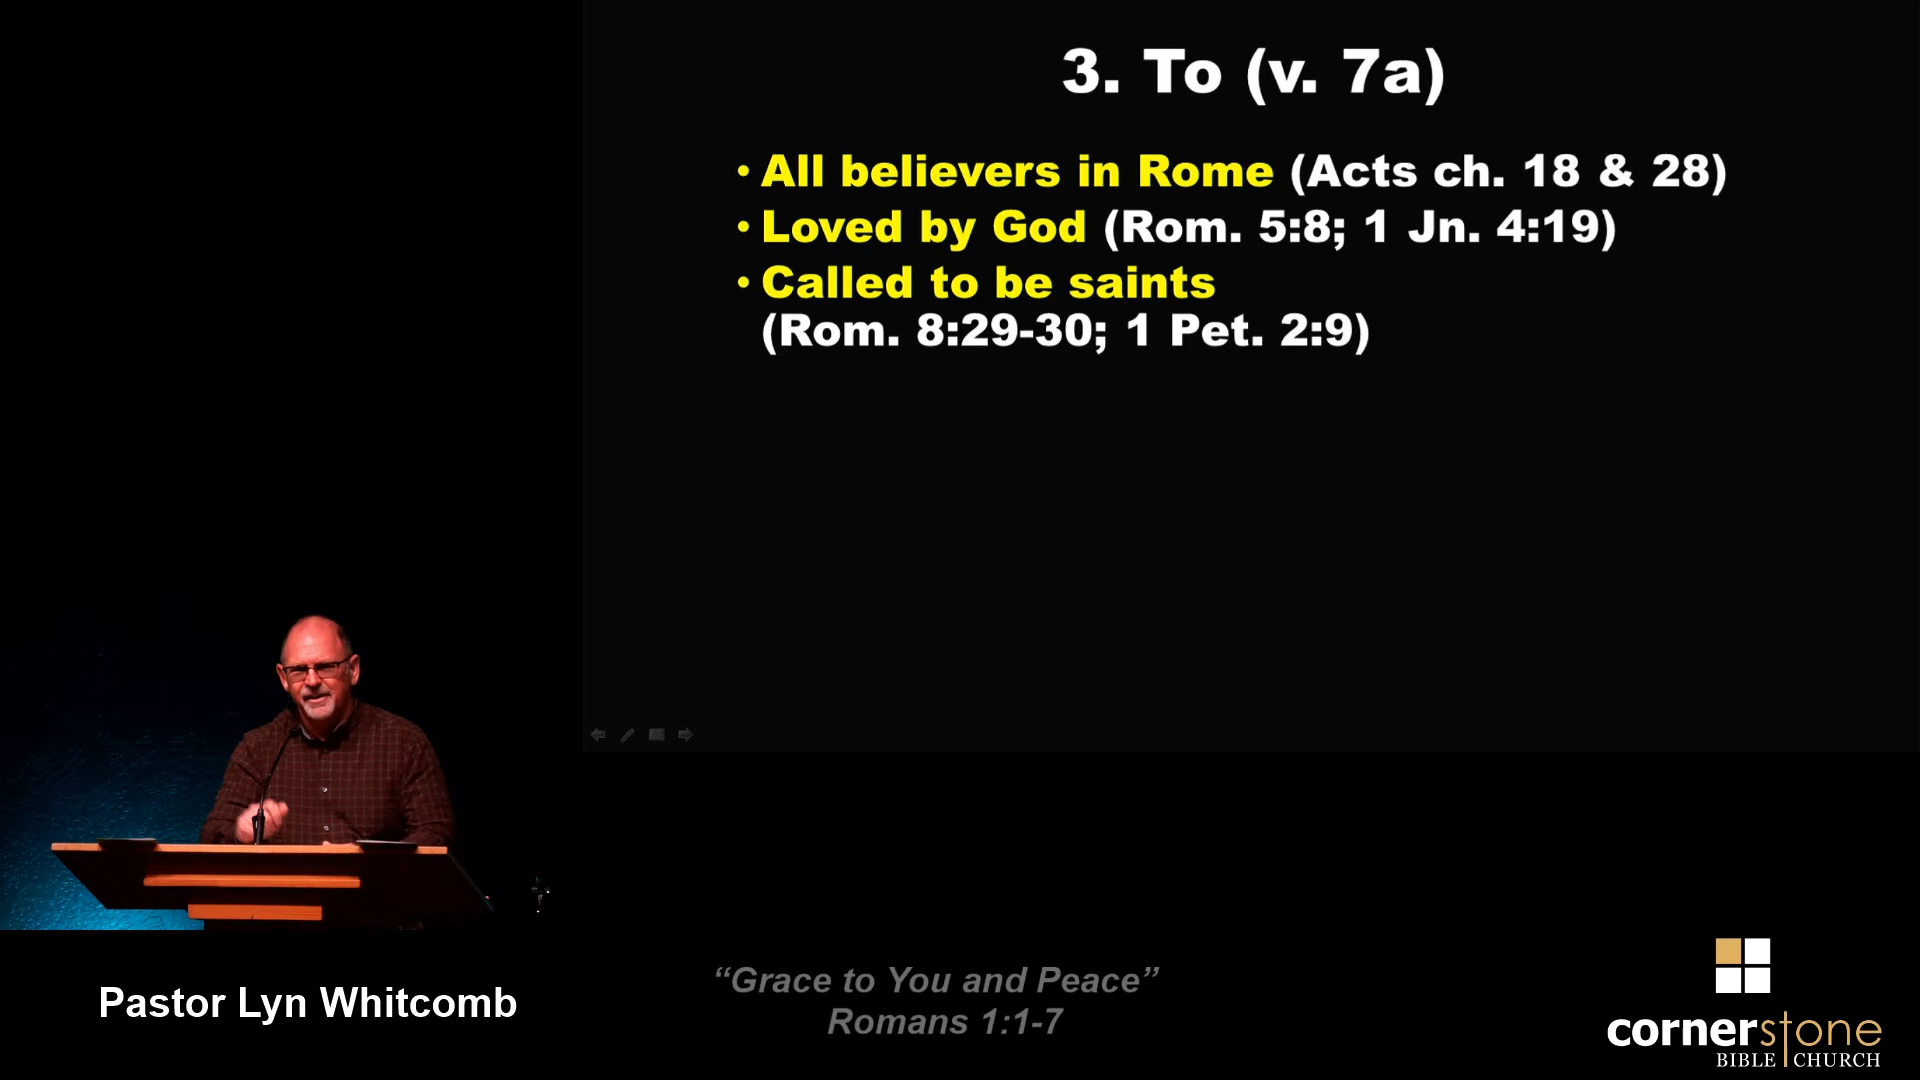 3. To (v. 7a)
• All believers in Rome (Acts ch. 18 & 28)
• Loved by God (Rom. 5:8; 1 Jn. 4:19)
• Called to be saints
(Rom. 8:29-30; 1 Pet. 2:9)
Pastor Lyn Whitcomb
“Grace to You and Peace”
Romans 1:1-7
cornerstone
BIBLE CHURCH